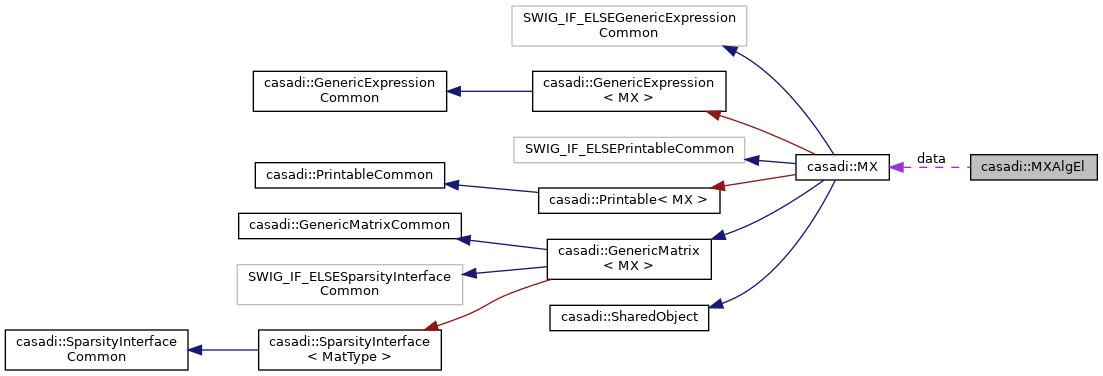 SWIG_IF_ELSEGenericExpression
Common
casadi::GenericExpression
Common
casadi::GenericExpression
< MX >
SWIG_IF_ELSEPrintableCommon
casadi::MX
data
casadi::MXAlgEl
casadi::PrintableCommon
casadi::Printable< MX >
casadi::GenericMatrixCommon
casadi::GenericMatrix
< MX >
SWIG_IF_ELSESparsityInterface
Common
casadi::SharedObject
casadi::SparsityInterface
Common
casadi::SparsityInterface
< MatType >